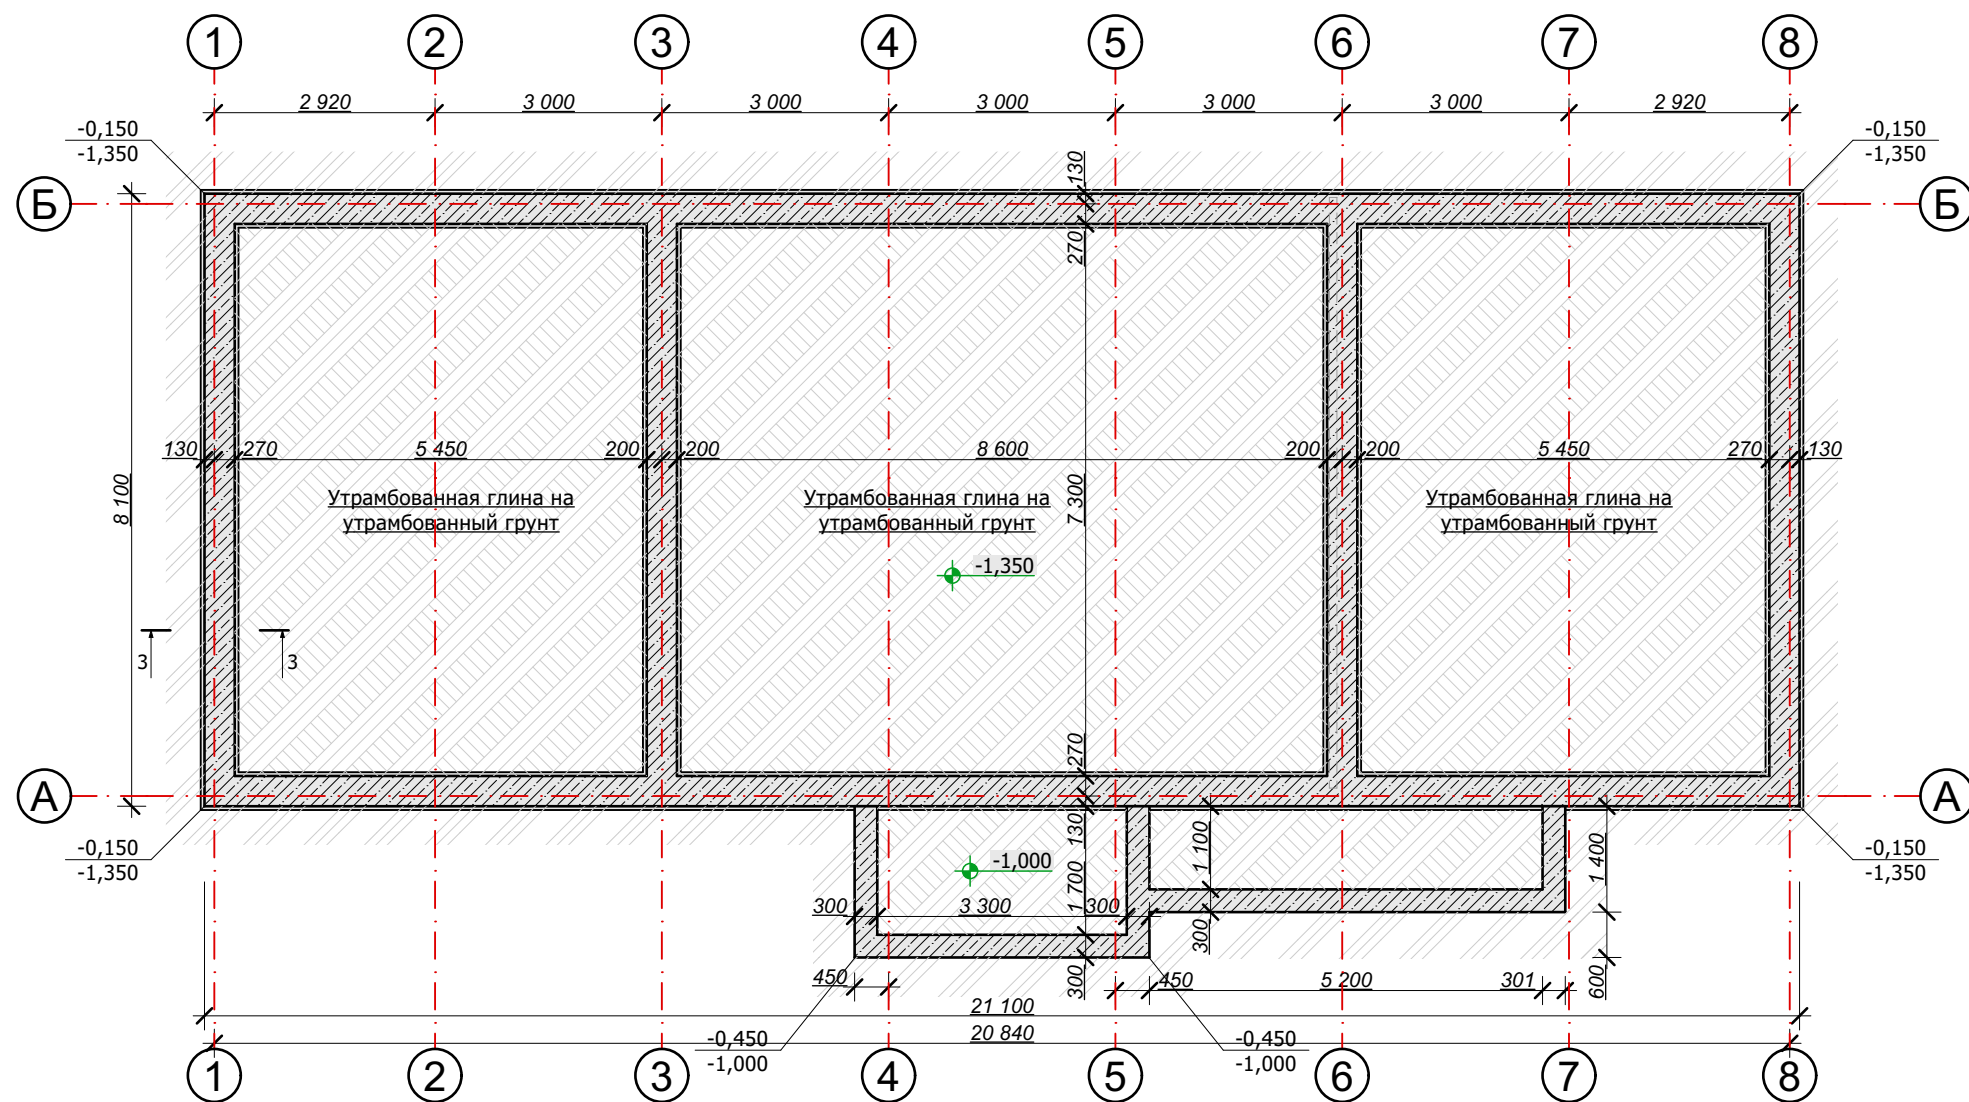 1 2 3 4 5 6 7 8
2 920 3 000 3 000 3 000 3 000 3 000 2 920
-0,150
-1,350
-0,150
-1,350
130
Б Б
270
130 270 5 450 200 200 8 600 200 200 5 450 270 130
8 100
7 300
Утрамбованная глина на
утрамбованный грунт
Утрамбованная глина на
утрамбованный грунт
Утрамбованная глина на
утрамбованный грунт
-1,350
3 3
270
А А
130
-0,150
-1,350
1 100
1 400
-0,150
-1,350
-1,000
1 700
300 3 300 300
300
450
300
450 5 200 301
600
21 100
20 840
-0,450
-1,000
-0,450
-1,000
1 2 3 4 5 6 7 8